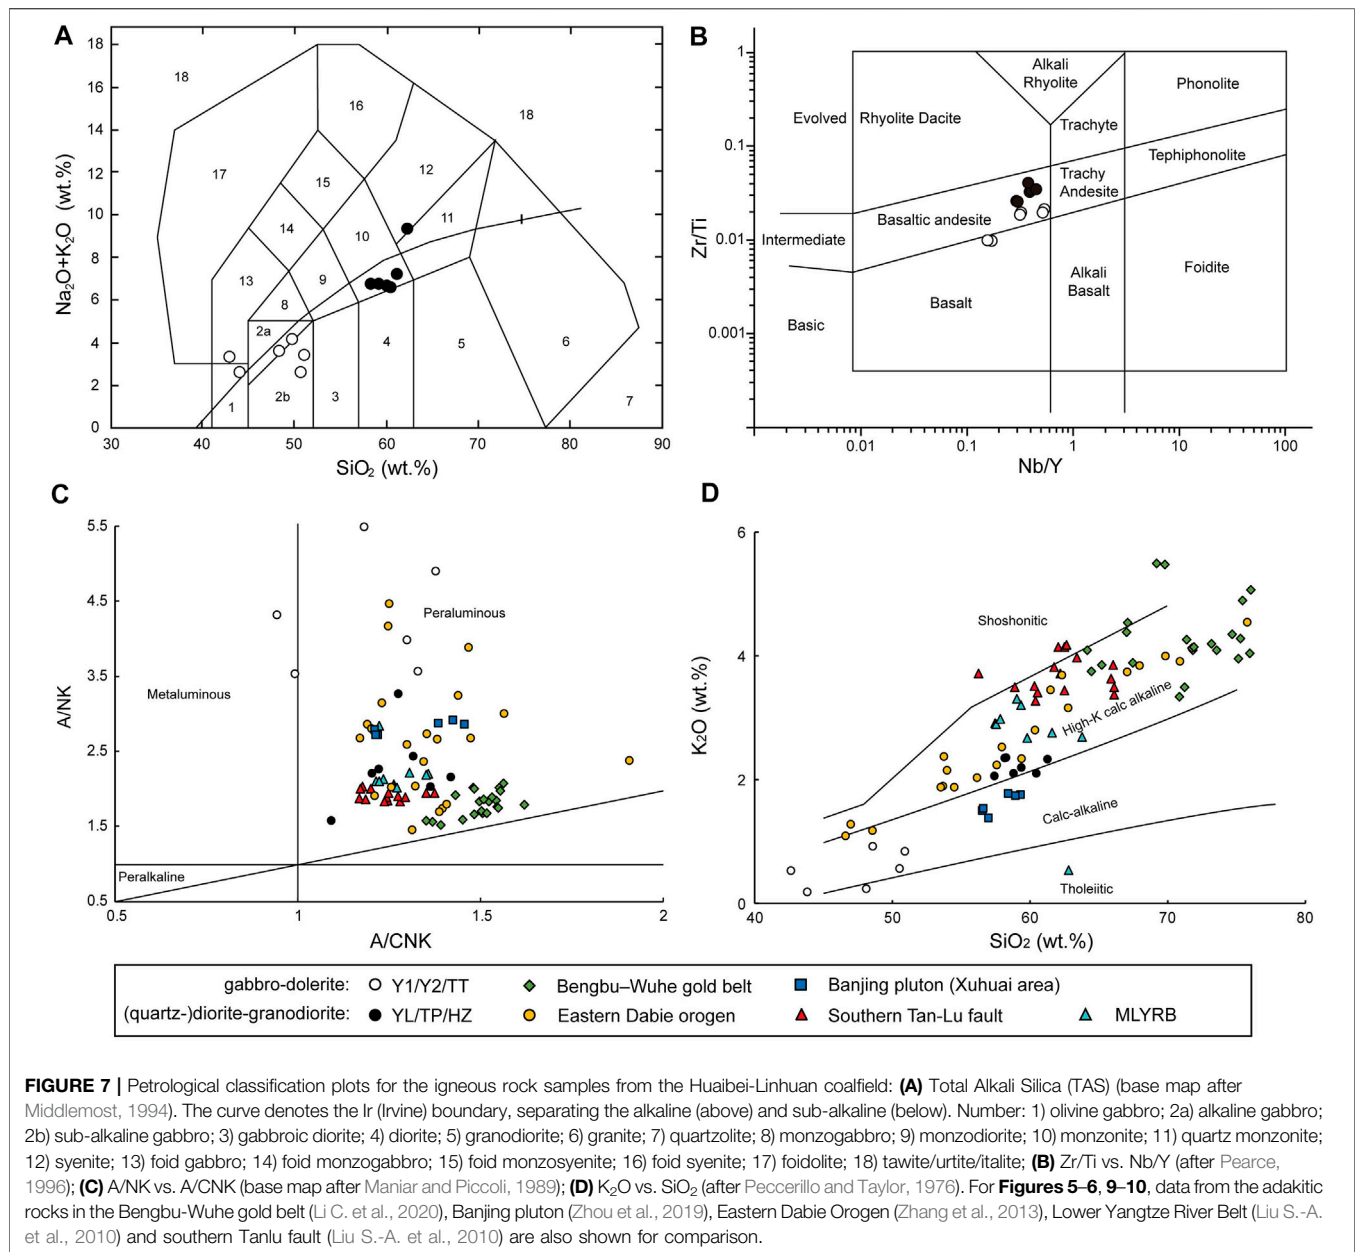 A
18
16
14
12
10
8
6
4
2
0
Na₂O+K₂O (wt.%)
30
40
50
60
70
80
90
SiO₂ (wt.%)
18
16
18
17
15
12
14
10
11
13
9
8
2a
4
5
6
1
2b
3
7
B
1
0.1
0.01
0.001
Zr/Ti
0.01
0.1
1
10
100
Nb/Y
Alkali
Rhyolite
Phonolite
Evolved
Rhyolite Dacite
Trachyte
Tephiphonolite
Trachy
Andesite
Basaltic andesite
Intermediate
Alkali
Basalt
Foidite
Basalt
Basic
C
5.5
4.5
3.5
2.5
1.5
0.5
A/NK
0.5
1
1.5
2
A/CNK
Peraluminous
Metaluminous
Peralkaline
D
6
4
2
0
K₂O (wt.%)
40
50
60
70
80
SiO₂ (wt.%)
Shoshonitic
High-K calc alkaline
Calc-alkaline
Tholeiitic
gabbro-dolerite: Y1/Y2/TT Bengbu–Wuhe gold belt Banjing pluton (Xuhuai area)
(quartz-)diorite-granodiorite: YL/TP/HZ Eastern Dabie orogen Southern Tan-Lu fault MLYRB
FIGURE 7 | Petrological classification plots for the igneous rock samples from the Huaibei-Linhuan coalfield: (A) Total Alkali Silica (TAS) (base map after
Middlemost, 1994). The curve denotes the Ir (Irvine) boundary, separating the alkaline (above) and sub-alkaline (below). Number: 1) olivine gabbro; 2a) alkaline gabbro;
2b) sub-alkaline gabbro; 3) gabbroic diorite; 4) diorite; 5) granodiorite; 6) granite; 7) quartzolite; 8) monzogabbro; 9) monzodiorite; 10) monzonite; 11) quartz monzonite;
12) syenite; 13) foid gabbro; 14) foid monzogabbro; 15) foid monzosyenite; 16) foid syenite; 17) foidolite; 18) tawite/urtite/italite; (B) Zr/Ti vs. Nb/Y (after Pearce,
1996); (C) A/NK vs. A/CNK (base map after Maniar and Piccoli, 1989); (D) K₂O vs. SiO₂ (after Peccerillo and Taylor, 1976). For Figures 5–6, 9–10, data from the adakitic
rocks in the Bengbu-Wuhe gold belt (Li C. et al., 2020), Banjing pluton (Zhou et al., 2019), Eastern Dabie Orogen (Zhang et al., 2013), Lower Yangtze River Belt (Liu S.-A.
et al., 2010) and southern Tanlu fault (Liu S.-A. et al., 2010) are also shown for comparison.